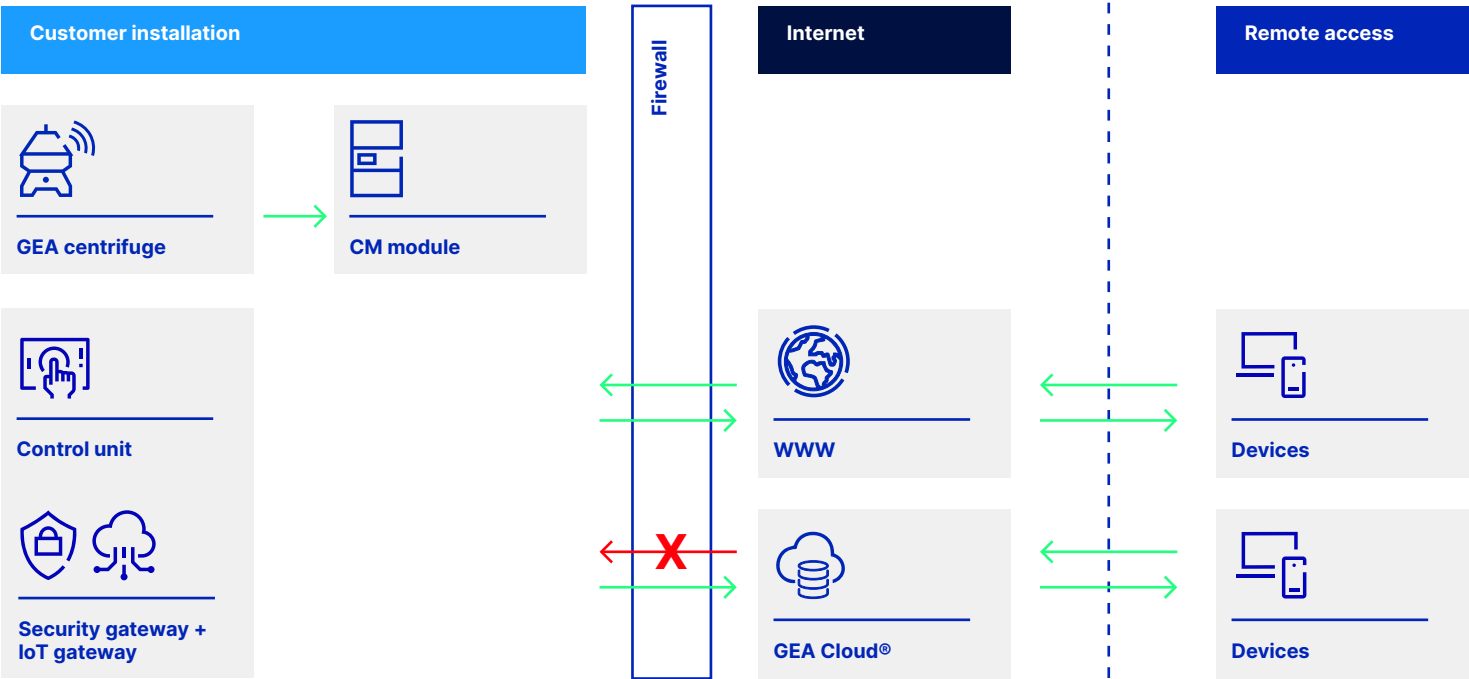 Customer installation
Firewall
Internet
Remote access
GEA centrifuge
CM module
Control unit
WWW
Devices
X
Security gateway +
IoT gateway
GEA Cloud®
Devices